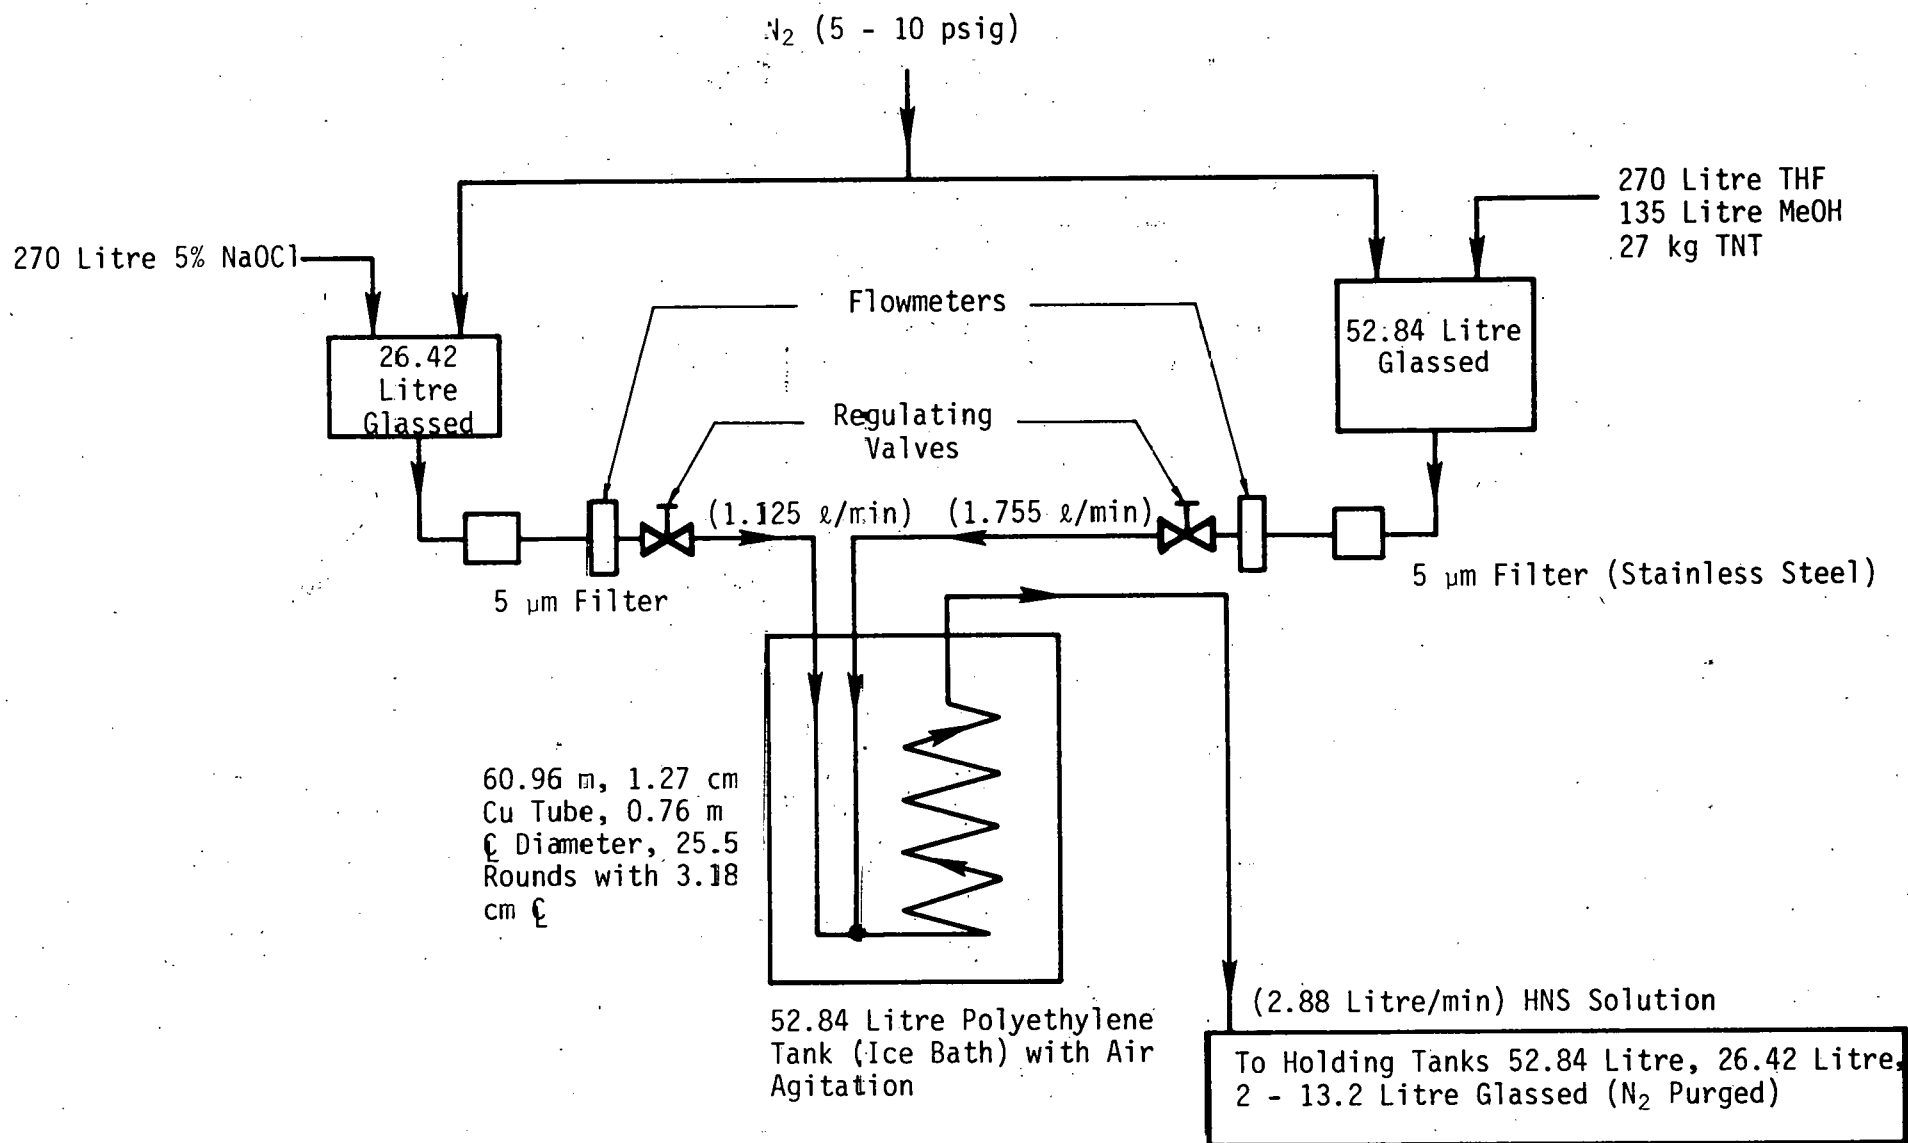 N₂ (5 - 10 psig)
270 Litre THF
135 Litre MeOH
27 kg TNT
270 Litre 5% NaOCl
Flowmeters
52.84 Litre
Glassed
26.42
Litre
Glassed
Regulating
Valves
(1.125 ℓ/min)
(1.755 ℓ/min)
5 µm Filter
5 µm Filter (Stainless Steel)
60.96 m, 1.27 cm
Cu Tube, 0.76 m
℄ Diameter, 25.5
Rounds with 3.18
cm ℄
52.84 Litre Polyethylene
Tank (Ice Bath) with Air
Agitation
(2.88 Litre/min) HNS Solution
To Holding Tanks 52.84 Litre, 26.42 Litre,
2 - 13.2 Litre Glassed (N₂ Purged)